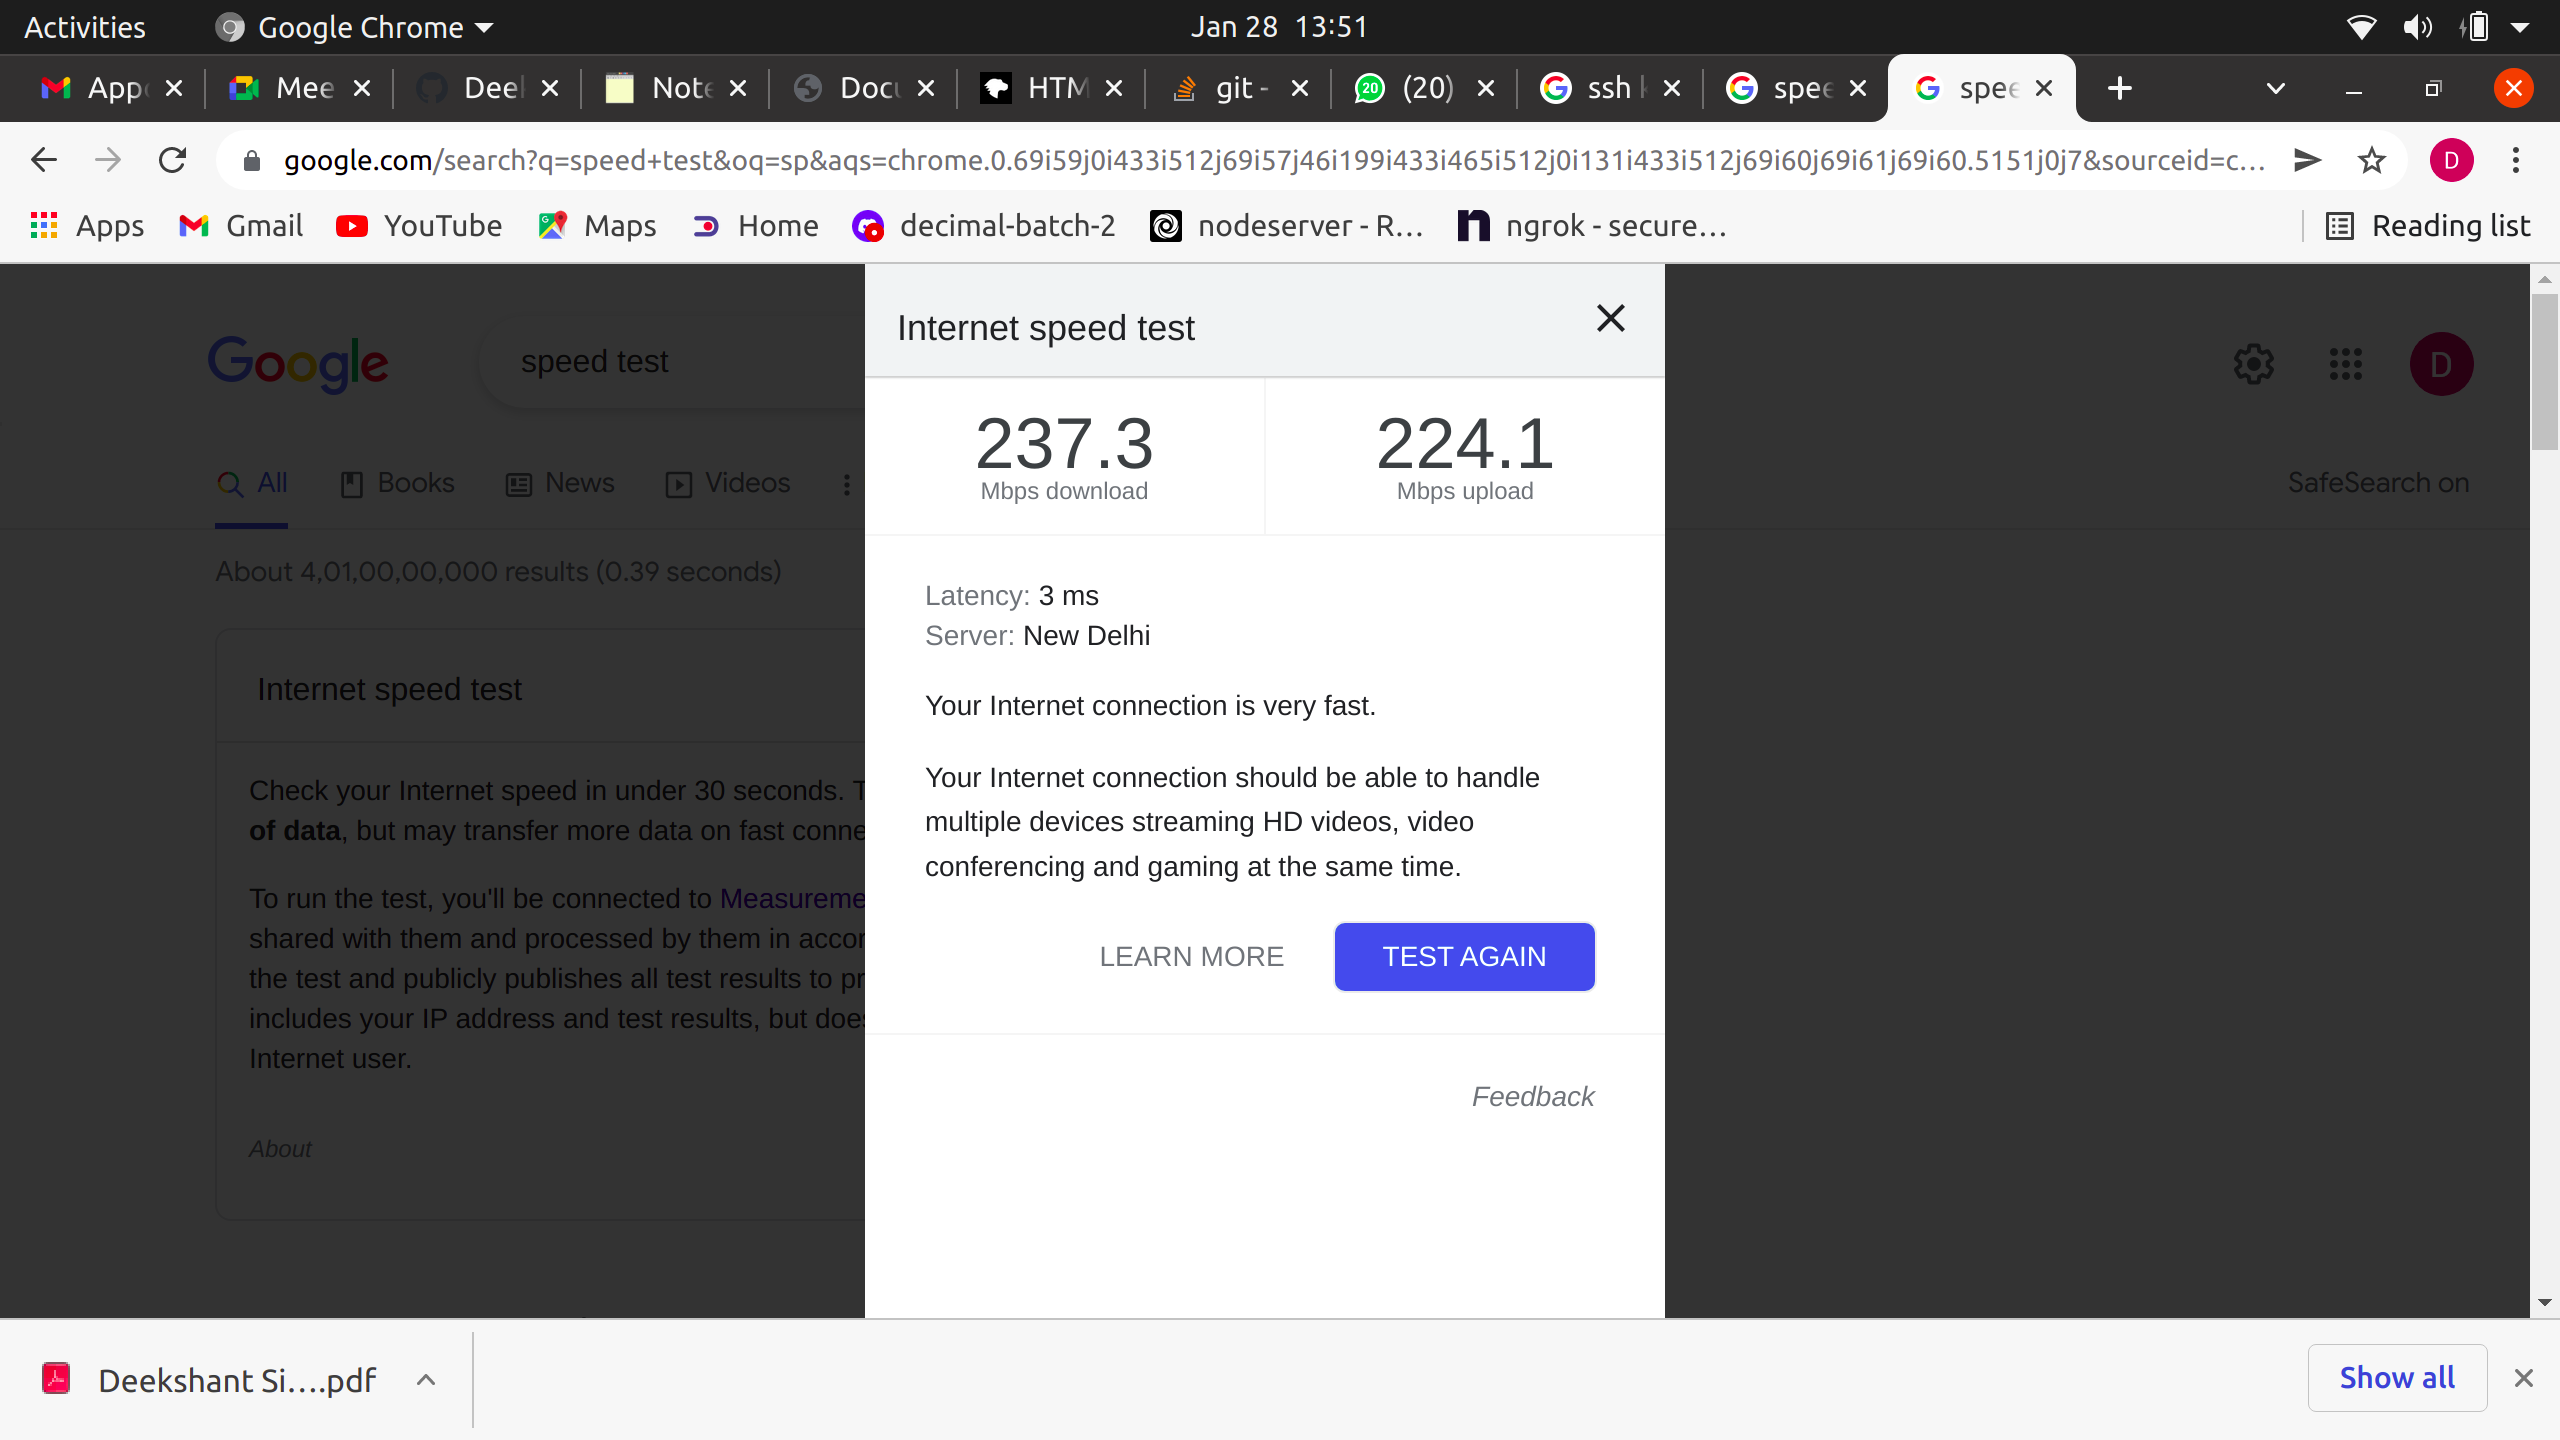 Activities Google Chrome Jan 28 13:51
Mee Note HTM git - (20) ssh
google.com/search?q=speed+test&oq=sp&aqs=chrome.0.69i59j0i433i512j69i57j46i199i433i465i512j0i131i433i512j69i60j69i61j69i60.5151j0j7&sourceid=c...
D
Apps Gmail YouTube Maps Home decimal-batch-2 nodeserver - R... ngrok - secure... Reading list
Google speed test D
All Books News Videos SafeSearch on
About 4,01,00,00,000 results (0.39 seconds)
Internet speed test
Check your Internet speed in under 30 seconds.
of data, but may transfer more data on fast conne
To run the test, you'll be connected to Measureme
shared with them and processed by them in accor
the test and publicly publishes all test results to pr
includes your IP address and test results, but does
Internet user.
About
Internet speed test
237.3 224.1
Mbps download Mbps upload
Latency: 3 ms
Server: New Delhi
Your Internet connection is very fast.
Your Internet connection should be able to handle
multiple devices streaming HD videos, video
conferencing and gaming at the same time.
LEARN MORE TEST AGAIN
Feedback
Deekshant Si....pdf Show all